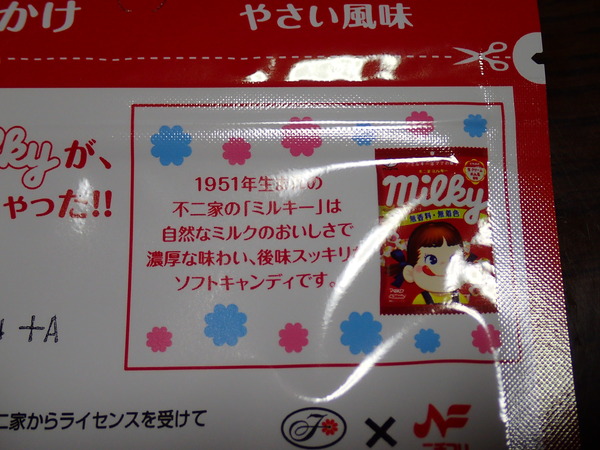 かけ
やさい風味
lkyが、
ゃった!!
1951年生まれの
不二家の「ミルキー」は
自然なミルクのおいしさで
濃厚な味わい、後味スッキリな
ソフトキャンディです。
milky
無香料・無着色
+A
二家からライセンスを受けて
F
×